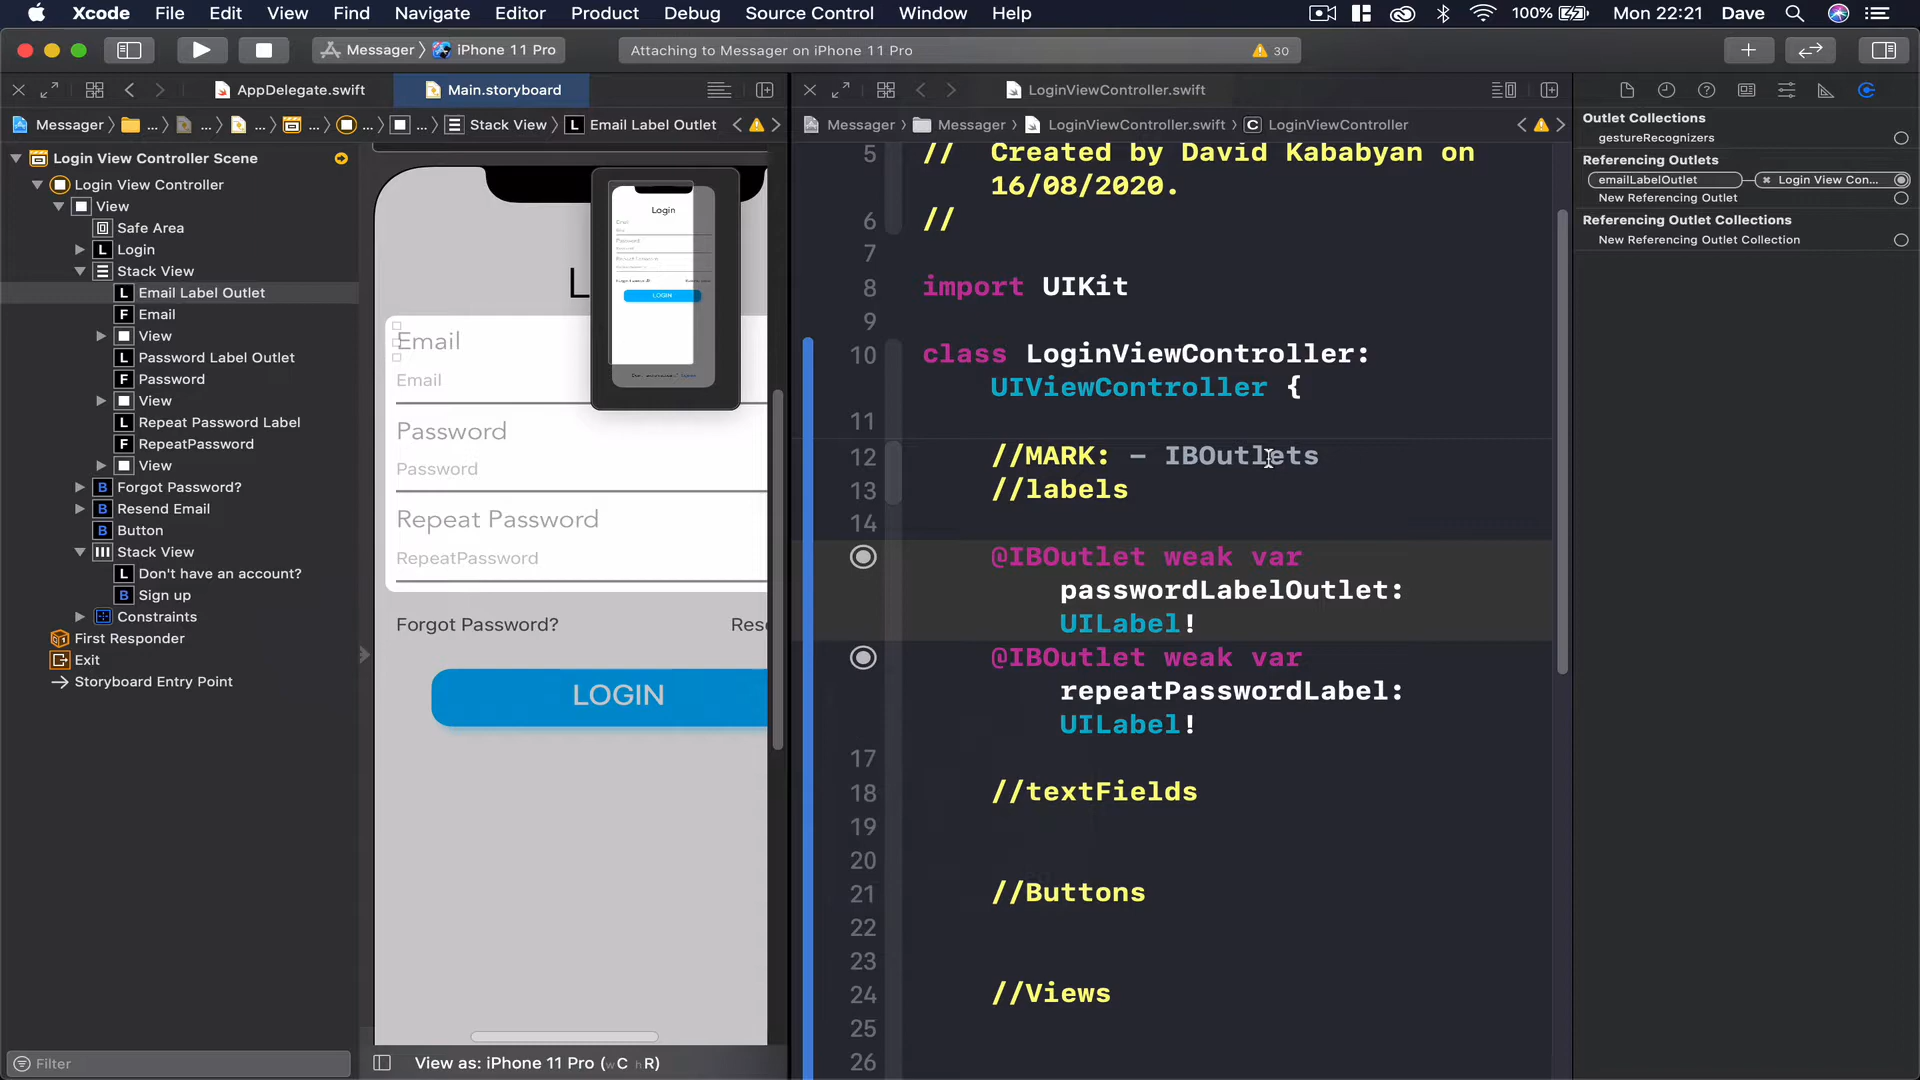 Xcode File Edit View Find Navigate Editor Product Debug Source Control Window Help 100% Mon 22:21 Dave
Messager iPhone 11 Pro
Attaching to Messager on iPhone 11 Pro
30
AppDelegate.swift
Main.storyboard
LoginViewController.swift
Messager ... ... ... ... ... ... Stack View L Email Label Outlet
Messager Messager LoginViewController.swift C LoginViewController
Login View Controller Scene
Login View Controller
View
Safe Area
L Login
Stack View
L Email Label Outlet
F Email
View
L Password Label Outlet
F Password
View
L Repeat Password Label
F RepeatPassword
View
B Forgot Password?
B Resend Email
B Button
Stack View
L Don't have an account?
B Sign up
Constraints
First Responder
Exit
Storyboard Entry Point
Filter
L
Login
LOGIN
Email
Email
Password
Password
Repeat Password
RepeatPassword
Forgot Password?
Rese
LOGIN
View as: iPhone 11 Pro (wC hR)
5 // Created by David Kababyan on
16/08/2020.
6 //
7
8 import UIKit
9
10 class LoginViewController:
UIViewController {
11
12 //MARK: - IBOutlets
13 //labels
14
@IBOutlet weak var
passwordLabelOutlet:
UILabel!
@IBOutlet weak var
repeatPasswordLabel:
UILabel!
17
18 //textFields
19
20
21 //Buttons
22
23
24 //Views
25
26
Outlet Collections
gestureRecognizers
Referencing Outlets
emailLabelOutlet Login View Con...
New Referencing Outlet
Referencing Outlet Collections
New Referencing Outlet Collection